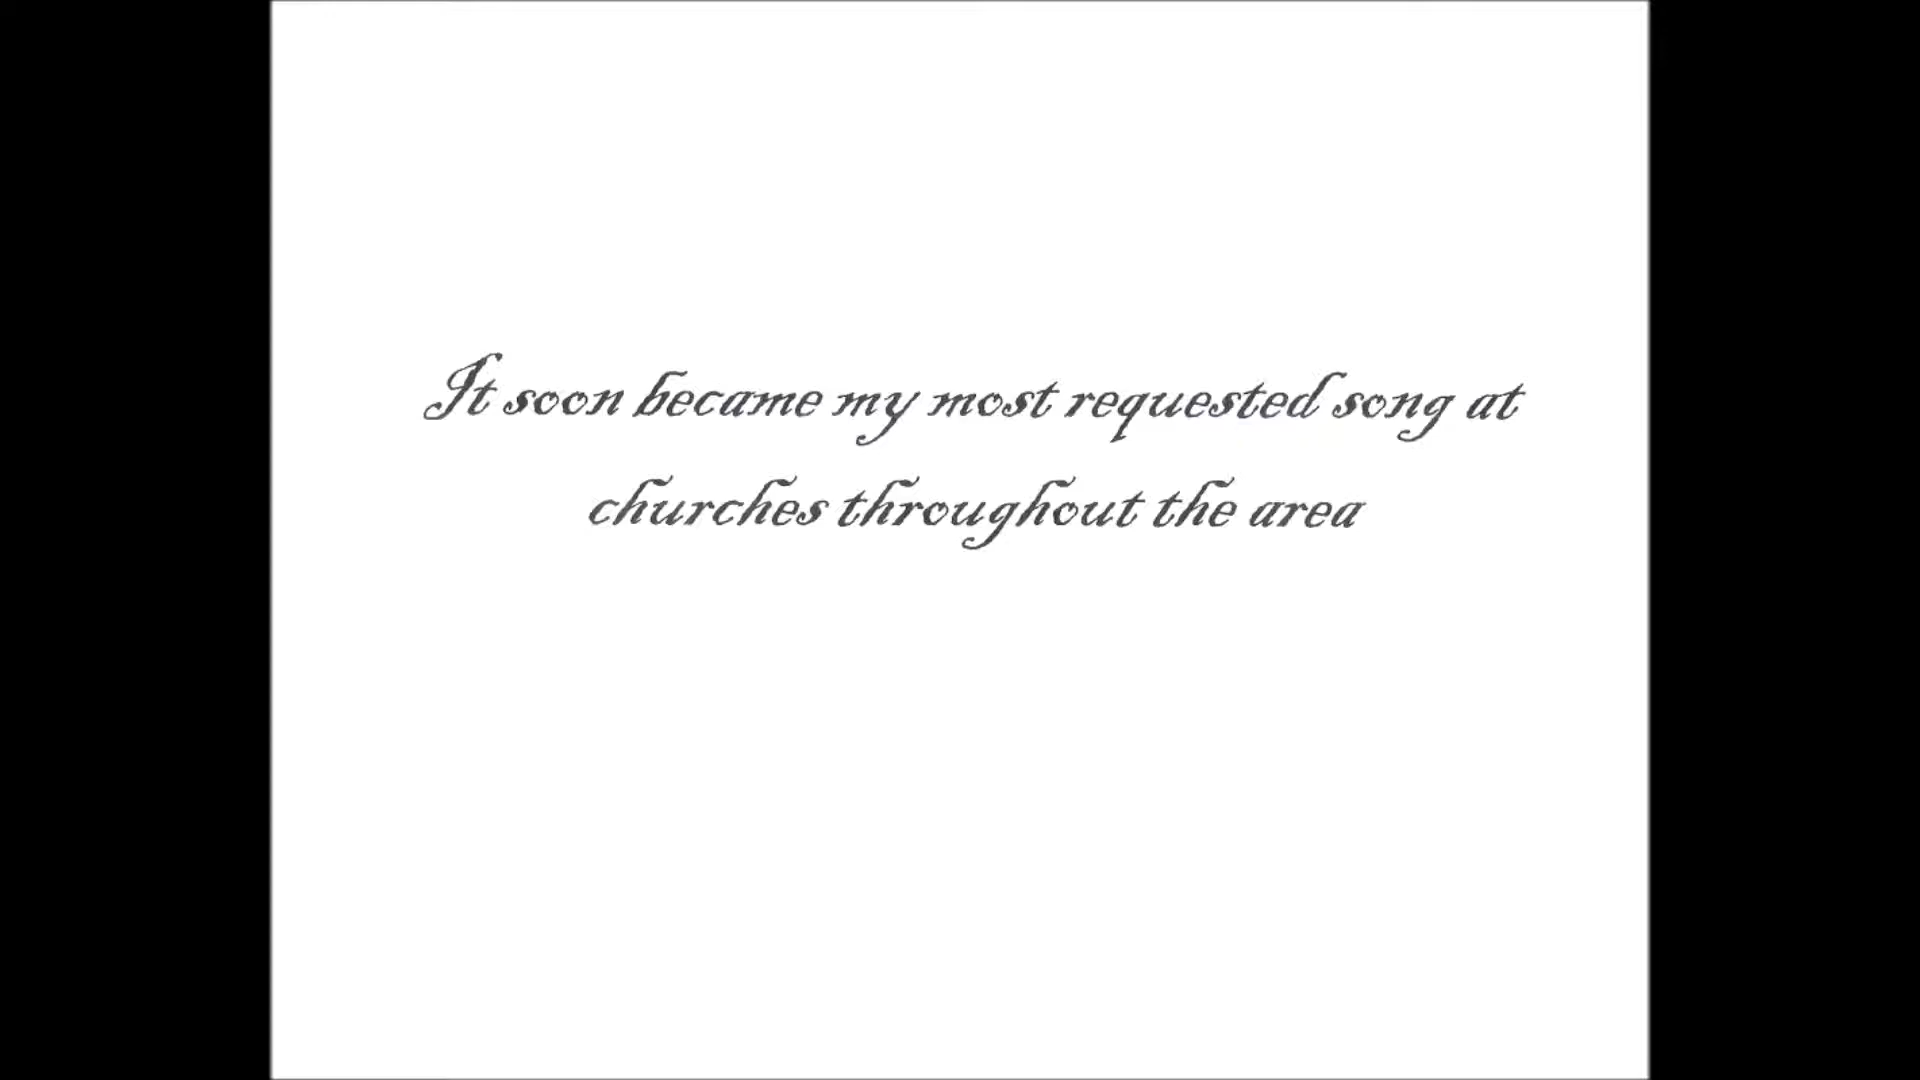 It soon became my most requested song at
churches throughout the area